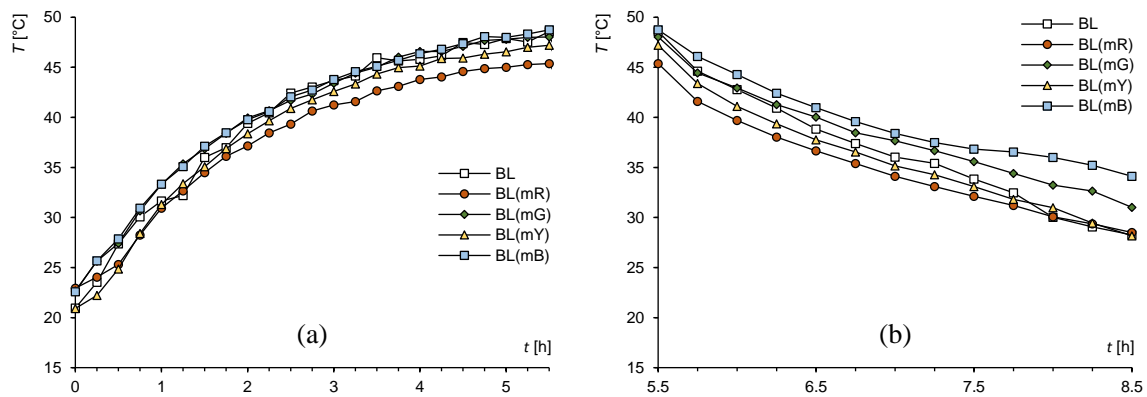 T [°C]
50
45
40
35
30
25
20
15
BL
BL(mR)
BL(mG)
BL(mY)
BL(mB)
(a)
t [h]
0 1 2 3 4 5
T [°C]
50
45
40
35
30
25
20
15
BL
BL(mR)
BL(mG)
BL(mY)
BL(mB)
(b)
t [h]
5.5 6.5 7.5 8.5